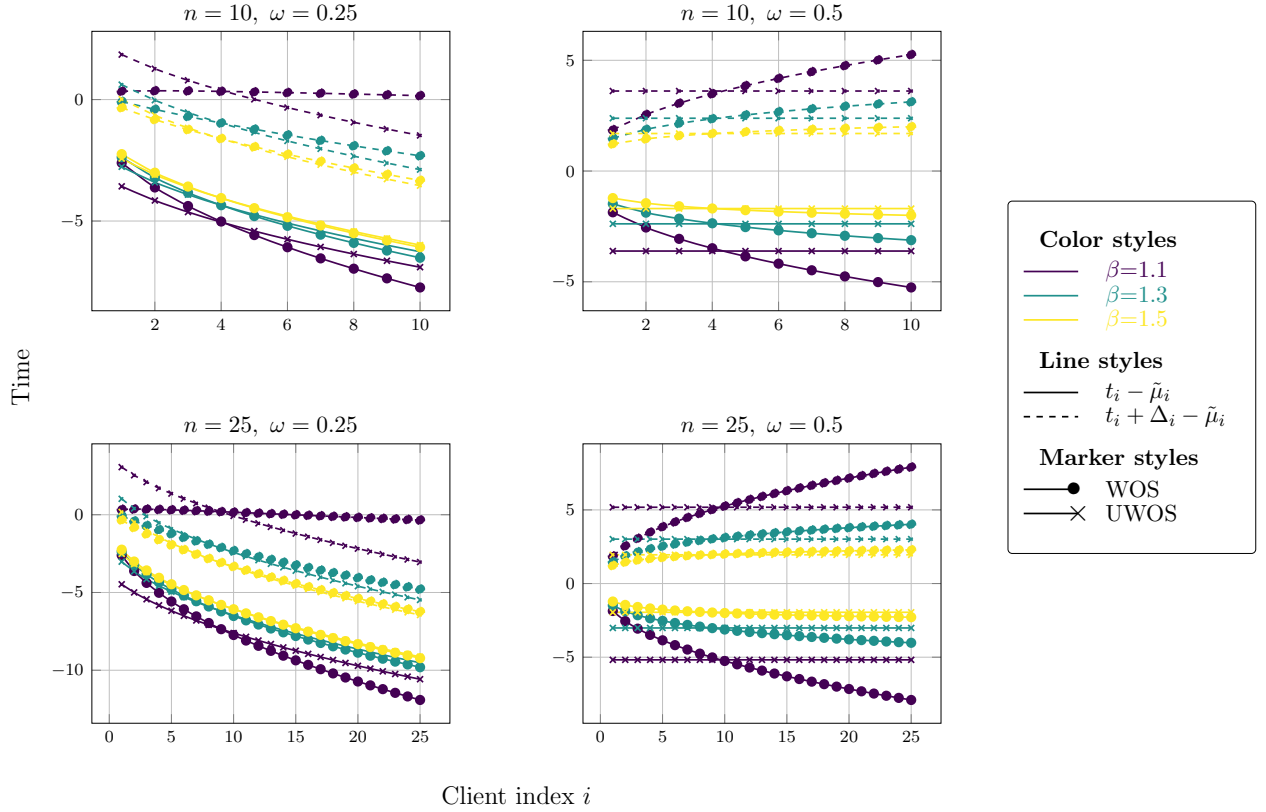 n = 10, ω = 0.25
n = 10, ω = 0.5
0
−5
2 4 6 8 10
5
0
−5
2 4 6 8 10
Time
n = 25, ω = 0.25
n = 25, ω = 0.5
0
−5
−10
0 5 10 15 20 25
5
0
−5
0 5 10 15 20 25
Client index i
Color styles
β=1.1
β=1.3
β=1.5
Line styles
t_i − μ̃_i
t_i + Δ_i − μ̃_i
Marker styles
WOS
UWOS